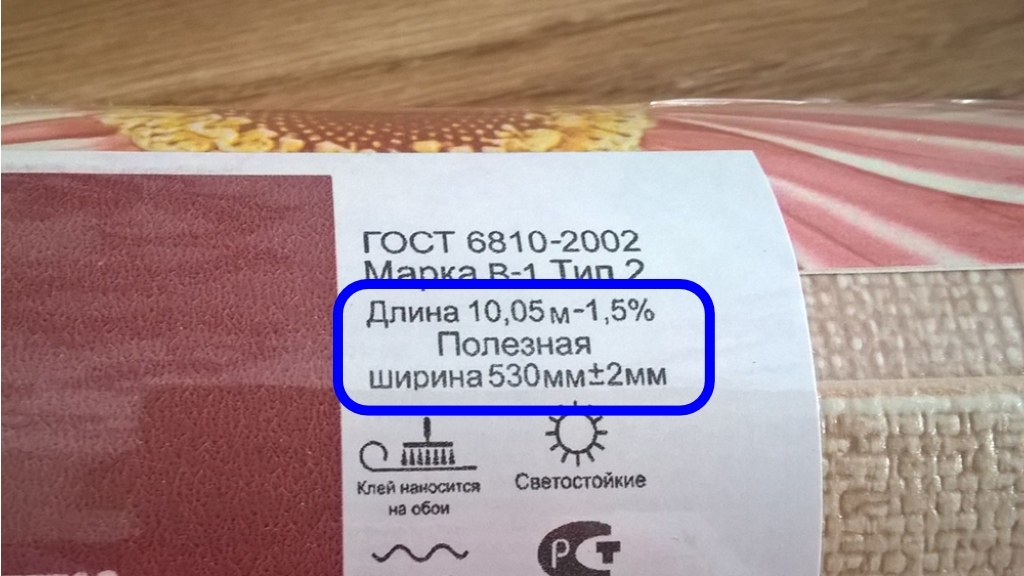 ГОСТ 6810-2002
Марка В-1 Тип 2
Длина 10,05м-1,5%
Полезная
ширина 530мм±2мм
Клей наносится
на обои
Светостойкие
РСТ